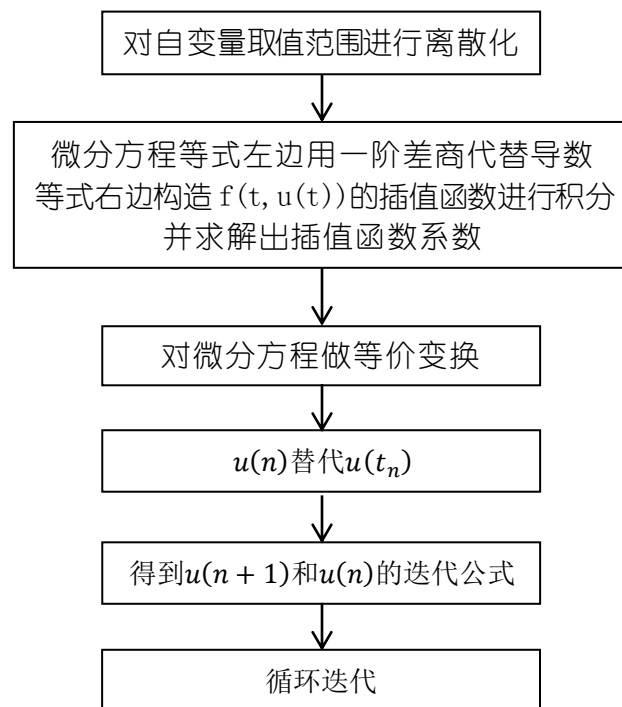 对自变量取值范围进行离散化
微分方程等式左边用一阶差商代替导数
等式右边构造 f(t, u(t))的插值函数进行积分
并求解出插值函数系数
对微分方程做等价变换
u(n)替代u(tₙ)
得到u(n + 1)和u(n)的迭代公式
循环迭代